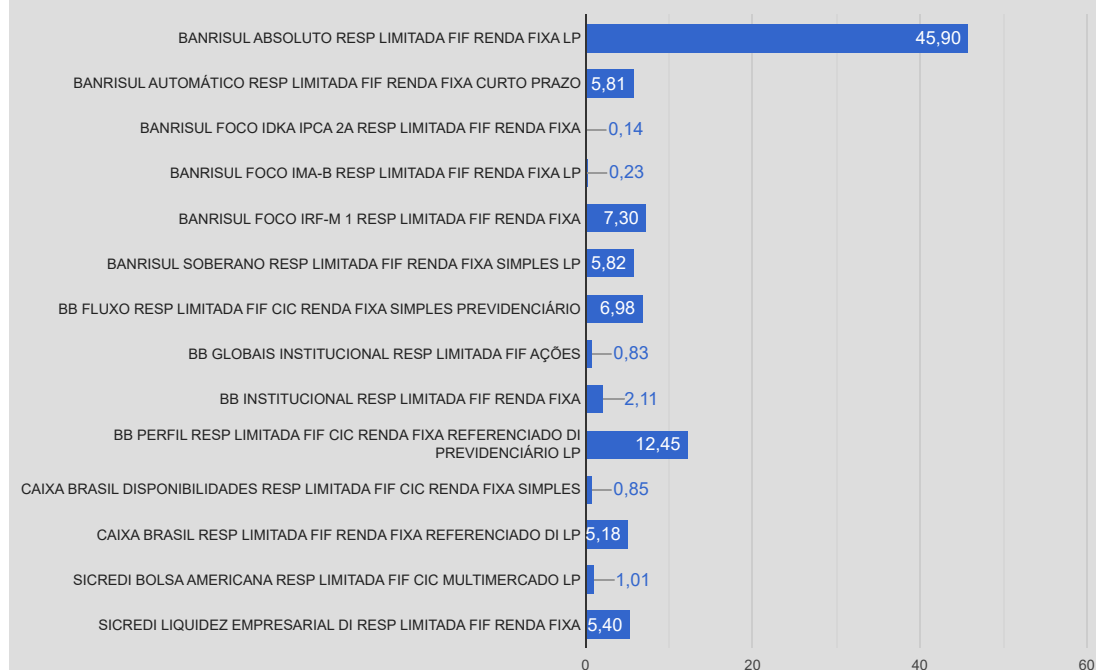 BANRISUL ABSOLUTO RESP LIMITADA FIF RENDA FIXA LP 45,90
BANRISUL AUTOMÁTICO RESP LIMITADA FIF RENDA FIXA CURTO PRAZO 5,81
BANRISUL FOCO IDKA IPCA 2A RESP LIMITADA FIF RENDA FIXA 0,14
BANRISUL FOCO IMA-B RESP LIMITADA FIF RENDA FIXA LP 0,23
BANRISUL FOCO IRF-M 1 RESP LIMITADA FIF RENDA FIXA 7,30
BANRISUL SOBERANO RESP LIMITADA FIF RENDA FIXA SIMPLES LP 5,82
BB FLUXO RESP LIMITADA FIF CIC RENDA FIXA SIMPLES PREVIDENCIÁRIO 6,98
BB GLOBAIS INSTITUCIONAL RESP LIMITADA FIF AÇÕES 0,83
BB INSTITUCIONAL RESP LIMITADA FIF RENDA FIXA 2,11
BB PERFIL RESP LIMITADA FIF CIC RENDA FIXA REFERENCIADO DI
PREVIDENCIÁRIO LP 12,45
CAIXA BRASIL DISPONIBILIDADES RESP LIMITADA FIF CIC RENDA FIXA SIMPLES 0,85
CAIXA BRASIL RESP LIMITADA FIF RENDA FIXA REFERENCIADO DI LP 5,18
SICREDI BOLSA AMERICANA RESP LIMITADA FIF CIC MULTIMERCADO LP 1,01
SICREDI LIQUIDEZ EMPRESARIAL DI RESP LIMITADA FIF RENDA FIXA 5,40
0 20 40 60